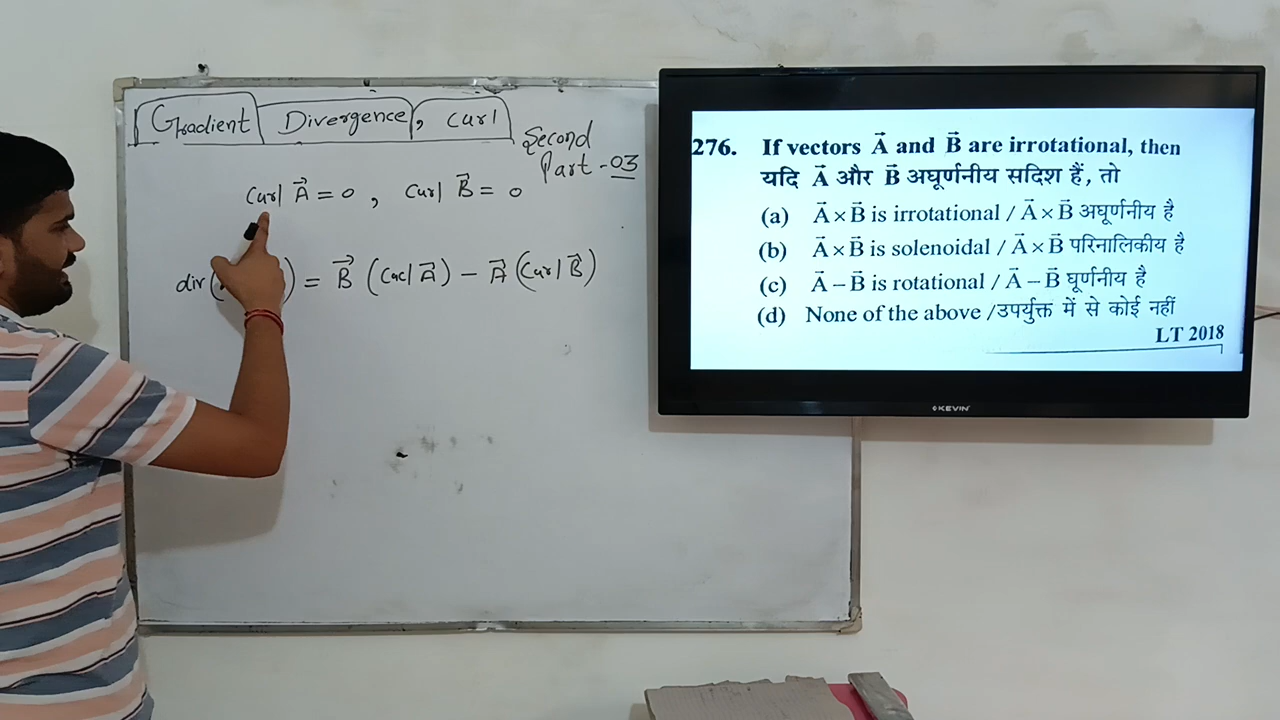 Gradient Divergence, Curl
Second
Part - 03
Curl A⃗ = 0 , Curl B⃗ = 0
div ( ) = B⃗ (Curl A⃗) - A⃗ (Curl B⃗)
276. If vectors A⃗ and B⃗ are irrotational, then
यदि A⃗ और B⃗ अघूर्णनीय सदिश हैं, तो
(a) A⃗ × B⃗ is irrotational / A⃗ × B⃗ अघूर्णनीय है
(b) A⃗ × B⃗ is solenoidal / A⃗ × B⃗ परिनालिकीय है
(c) A⃗ – B⃗ is rotational / A⃗ – B⃗ घूर्णनीय है
(d) None of the above /उपर्युक्त में से कोई नहीं
LT 2018
KEVIN